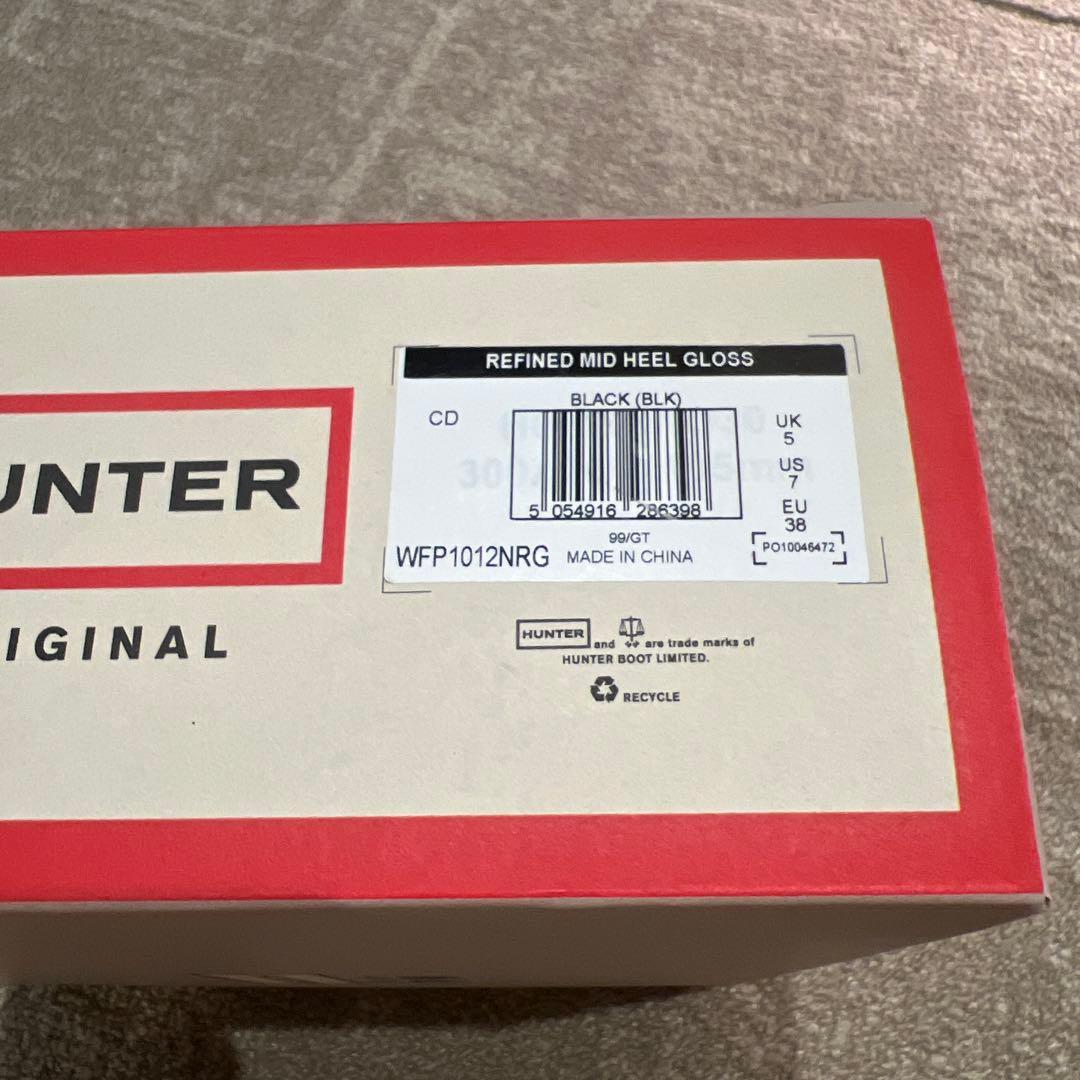 UNTER
IGINAL
REFINED MID HEEL GLOSS
BLACK (BLK)
CD
UK
5
US
7
EU
38
5 054916 286398
99/GT
WFP1012NRG
MADE IN CHINA
PO10046472
HUNTER and are trade marks of
HUNTER BOOT LIMITED.
RECYCLE